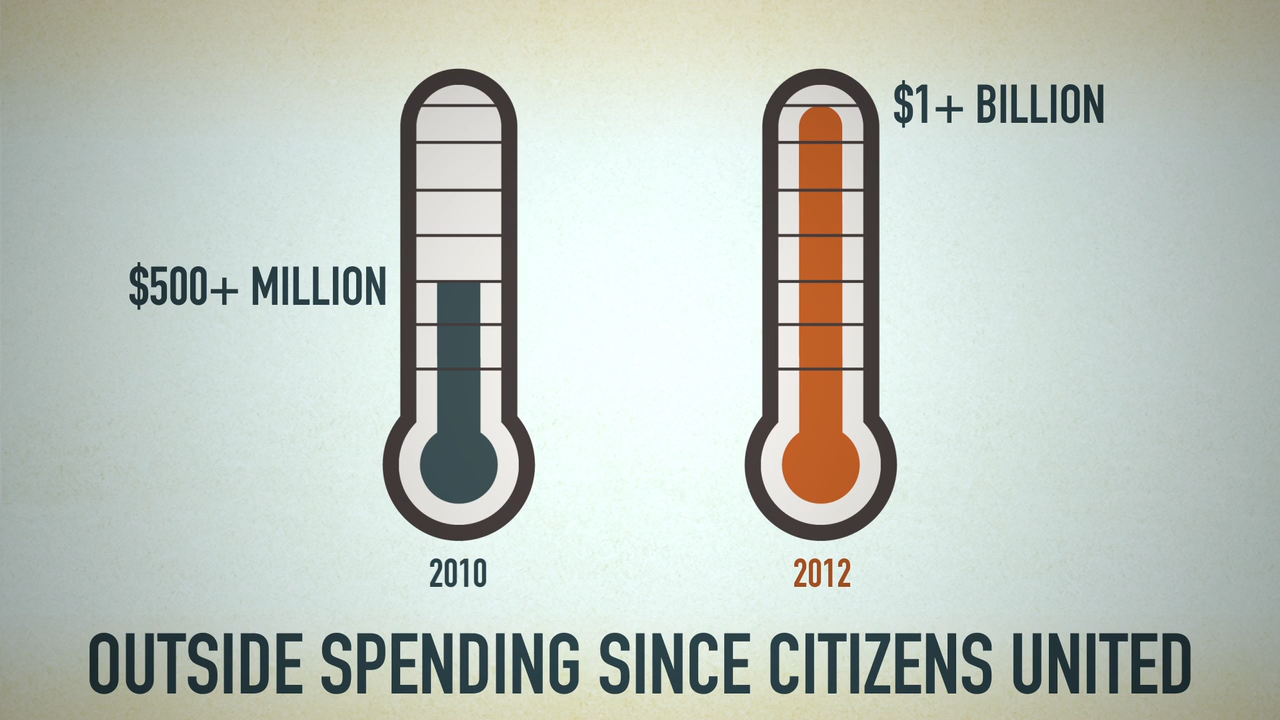 $1+ BILLION
$500+ MILLION
2010
2012
OUTSIDE SPENDING SINCE CITIZENS UNITED